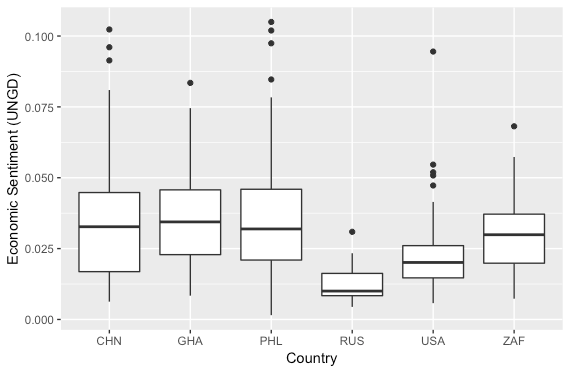 Economic Sentiment (UNGD)
0.100
0.075
0.050
0.025
0.000
CHN GHA PHL RUS USA ZAF
Country